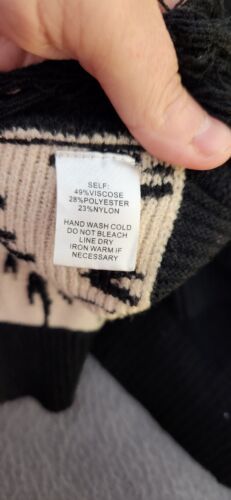 SELF:
49%VISCOSE
28%POLYESTER
23%NYLON
HAND WASH COLD
DO NOT BLEACH
LINE DRY
IRON WARM IF
NECESSARY